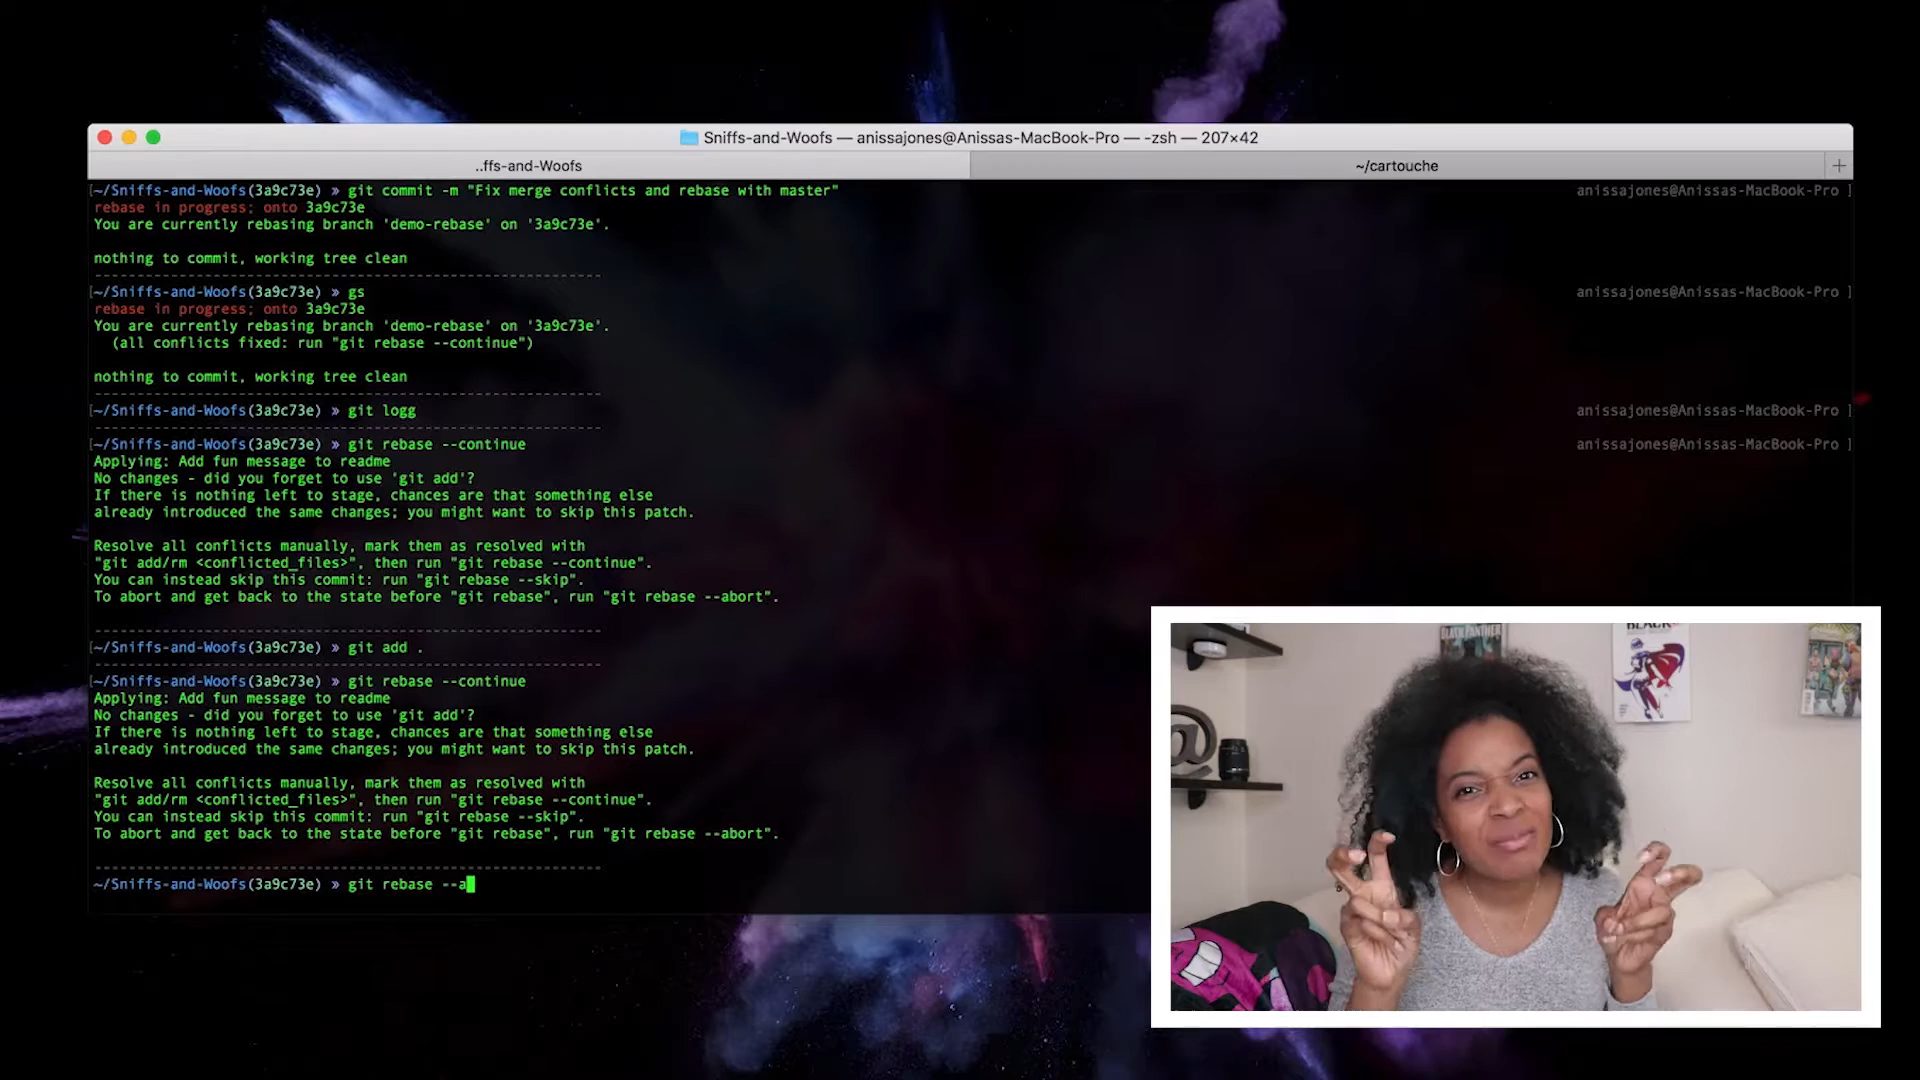 Sniffs-and-Woofs — anissajones@Anissas-MacBook-Pro — -zsh — 207×42
..ffs-and-Woofs
~/cartouche
[~/Sniffs-and-Woofs(3a9c73e) » git commit -m "Fix merge conflicts and rebase with master" anissajones@Anissas-MacBook-Pro ]
rebase in progress; onto 3a9c73e
You are currently rebasing branch 'demo-rebase' on '3a9c73e'.
nothing to commit, working tree clean
[~/Sniffs-and-Woofs(3a9c73e) » gs anissajones@Anissas-MacBook-Pro ]
rebase in progress; onto 3a9c73e
You are currently rebasing branch 'demo-rebase' on '3a9c73e'.
(all conflicts fixed: run "git rebase --continue")
nothing to commit, working tree clean
[~/Sniffs-and-Woofs(3a9c73e) » git logg anissajones@Anissas-MacBook-Pro ]
[~/Sniffs-and-Woofs(3a9c73e) » git rebase --continue anissajones@Anissas-MacBook-Pro ]
Applying: Add fun message to readme
No changes - did you forget to use 'git add'?
If there is nothing left to stage, chances are that something else
already introduced the same changes; you might want to skip this patch.
Resolve all conflicts manually, mark them as resolved with
"git add/rm <conflicted_files>", then run "git rebase --continue".
You can instead skip this commit: run "git rebase --skip".
To abort and get back to the state before "git rebase", run "git rebase --abort".
[~/Sniffs-and-Woofs(3a9c73e) » git add .
[~/Sniffs-and-Woofs(3a9c73e) » git rebase --continue
Applying: Add fun message to readme
No changes - did you forget to use 'git add'?
If there is nothing left to stage, chances are that something else
already introduced the same changes; you might want to skip this patch.
Resolve all conflicts manually, mark them as resolved with
"git add/rm <conflicted_files>", then run "git rebase --continue".
You can instead skip this commit: run "git rebase --skip".
To abort and get back to the state before "git rebase", run "git rebase --abort".
~/Sniffs-and-Woofs(3a9c73e) » git rebase --a
BLACK PANTHER
BLACK
@